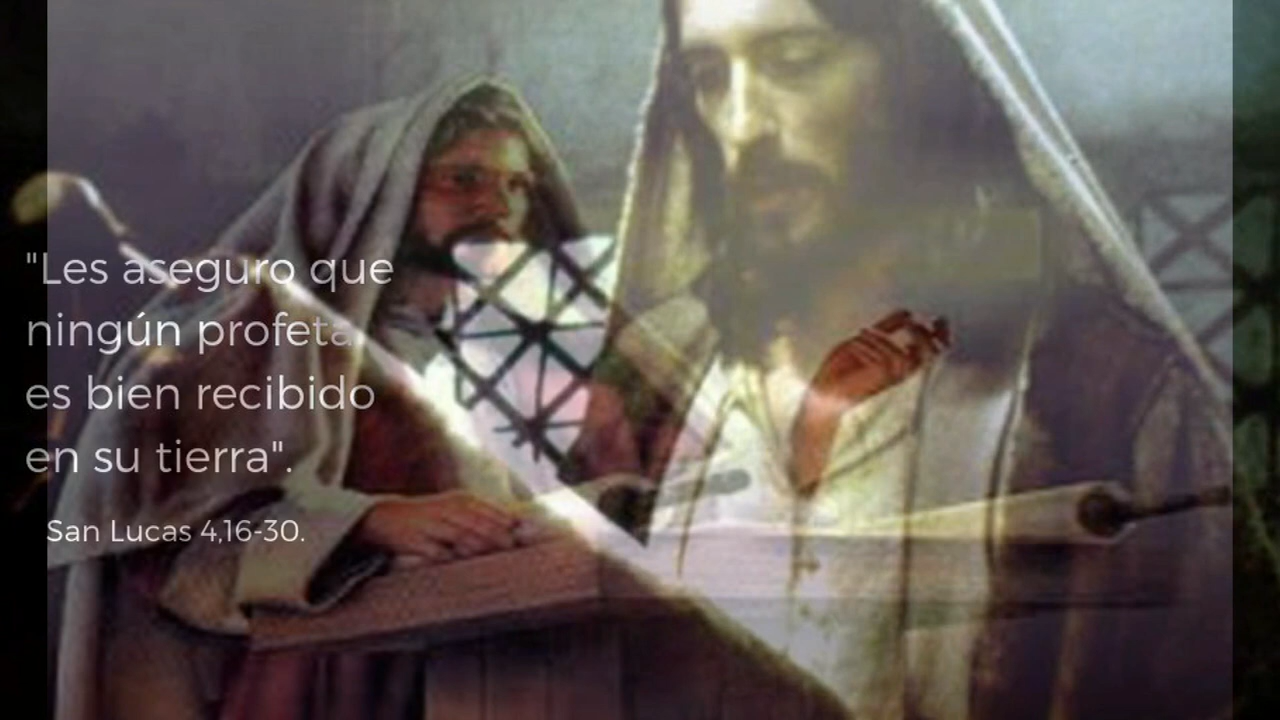 "Les aseguro que
ningún profeta
es bien recibido
en su tierra".
San Lucas 4,16-30.